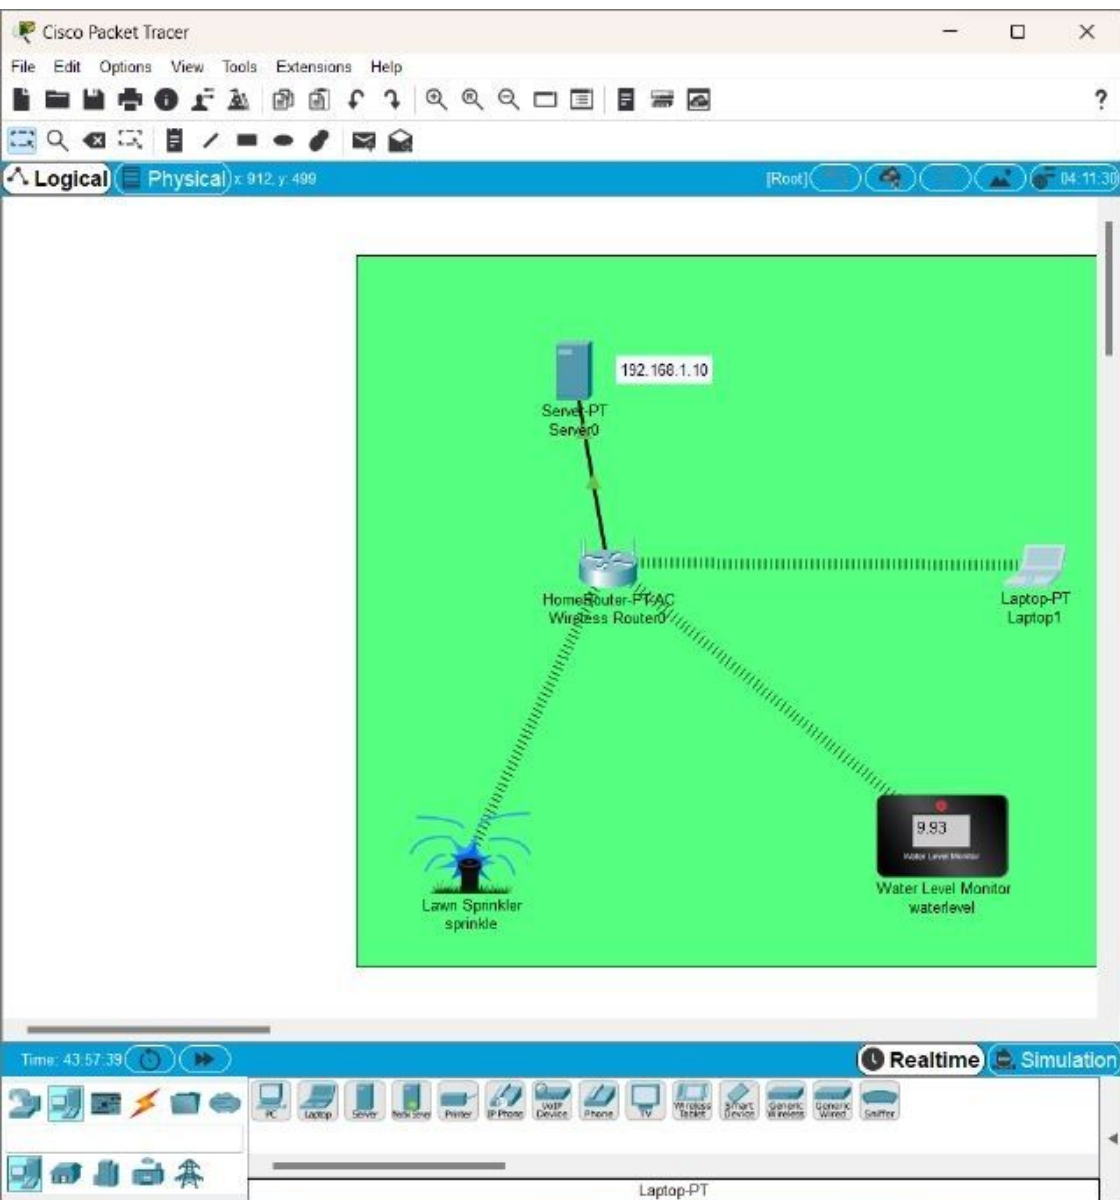 Cisco Packet Tracer
File Edit Options View Tools Extensions Help
?
Logical Physical x: 912, y: 499 [Root] 04:11:30
192.168.1.10
Server-PT
Server0
HomeRouter-PT-AC
Wireless Router0
Laptop-PT
Laptop1
9.93
Water Level Monitor
Water Level Monitor
waterlevel
Lawn Sprinkler
sprinkle
Time: 43:57:39 Realtime Simulation
PC Laptop Server Printer IP Phone VoIP Device Phone TV Wireless Tablet Smart Device Generic Wireless Generic Wired Sniffer
Laptop-PT